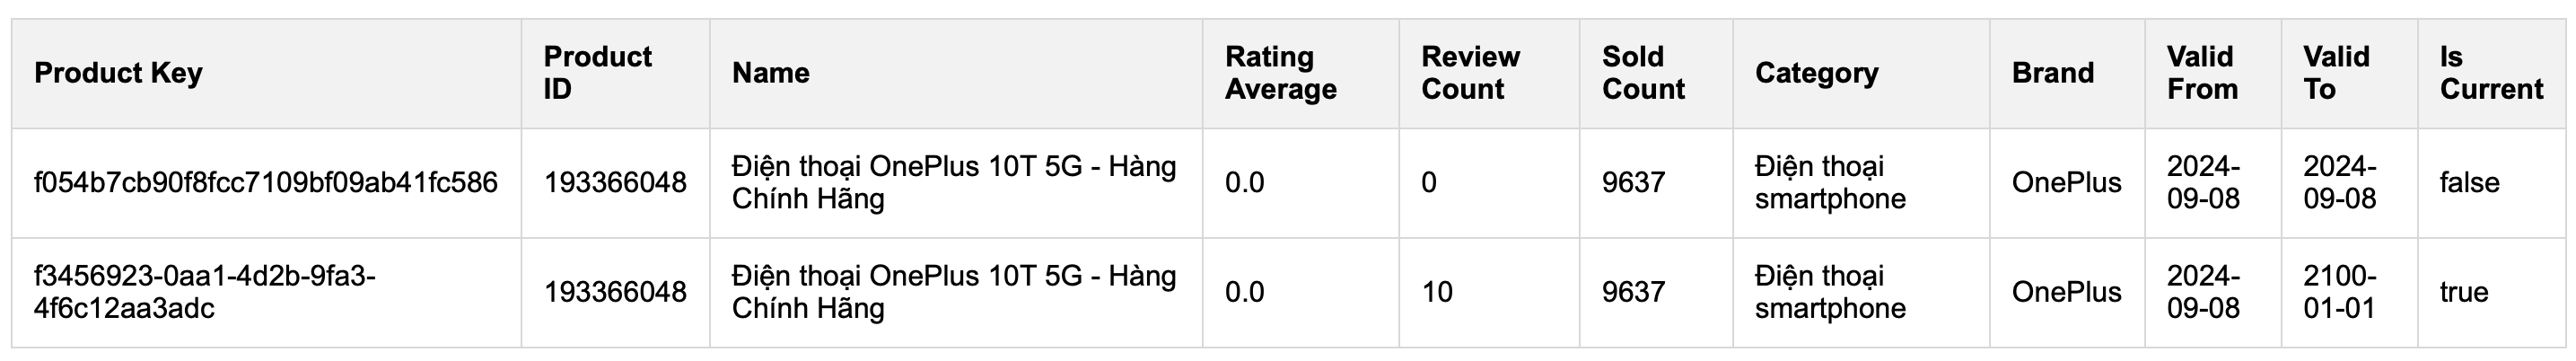 Product Key
Product
ID
Name
Rating
Average
Review
Count
Sold
Count
Category
Brand
Valid
From
Valid
To
Is
Current
f054b7cb90f8fcc7109bf09ab41fc586
193366048
Điện thoại OnePlus 10T 5G - Hàng
Chính Hãng
0.0
0
9637
Điện thoại
smartphone
OnePlus
2024-
09-08
2024-
09-08
false
f3456923-0aa1-4d2b-9fa3-
4f6c12aa3adc
193366048
Điện thoại OnePlus 10T 5G - Hàng
Chính Hãng
0.0
10
9637
Điện thoại
smartphone
OnePlus
2024-
09-08
2100-
01-01
true